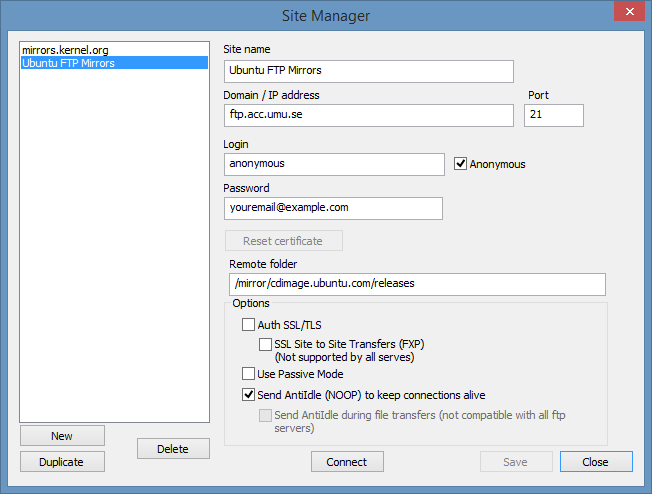 Site Manager
mirrors.kernel.org
Ubuntu FTP Mirrors
New
Duplicate
Delete
Site name
Ubuntu FTP Mirrors
Domain / IP address
Port
ftp.acc.umu.se
21
Login
anonymous
Anonymous
Password
youremail@example.com
Reset certificate
Remote folder
/mirror/cdimage.ubuntu.com/releases
Options
Auth SSL/TLS
SSL Site to Site Transfers (FXP)
(Not supported by all serves)
Use Passive Mode
Send AntiIdle (NOOP) to keep connections alive
Send AntiIdle during file transfers (not compatible with all ftp
servers)
Connect
Save
Close